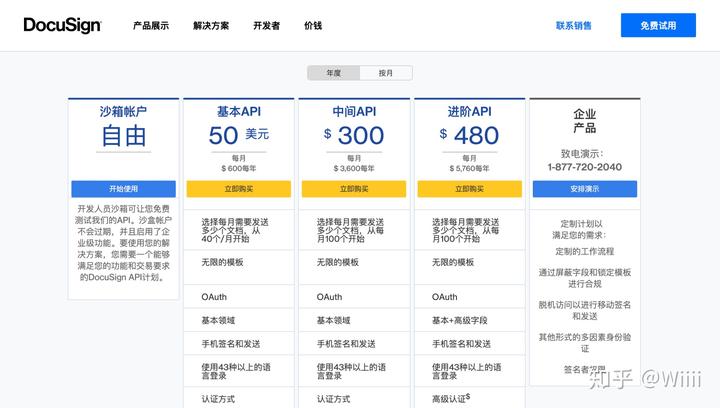 DocuSign 产品展示 解决方案 开发者 价钱 联系销售 免费试用
年度 按月
沙箱帐户
自由
开始使用
开发人员沙箱可让您免费
测试我们的API。沙盒帐户
不会过期，并且启用了企
业级功能。要使用您的解
决方案，您需要一个能够
满足您的功能和交易要求
的DocuSign API计划。
基本API
50 美元
每月
$ 600每年
立即购买
选择每月需要发送
多少个文档，从
40个/月开始
无限的模板
OAuth
基本领域
手机签名和发送
使用43种以上的语
言登录
认证方式
中间API
$ 300
每月
$ 3,600每年
立即购买
选择每月需要发送
多少个文档，从每
月100个开始
无限的模板
OAuth
基本领域
手机签名和发送
使用43种以上的语
言登录
认证方式
进阶API
$ 480
每月
$ 5,760每年
立即购买
选择每月需要发送
多少个文档，从每
月100个开始
无限的模板
OAuth
基本+高级字段
手机签名和发送
使用43种以上的语
言登录
高级认证$
企业
产品
致电演示：
1-877-720-2040
安排演示
定制计划以
满足您的需求：
定制的工作流程
通过屏蔽字段和锁定模板
进行合规
脱机访问以进行移动签名
和发送
其他形式的多因素身份验
证
签名者
知乎 @Wiiii